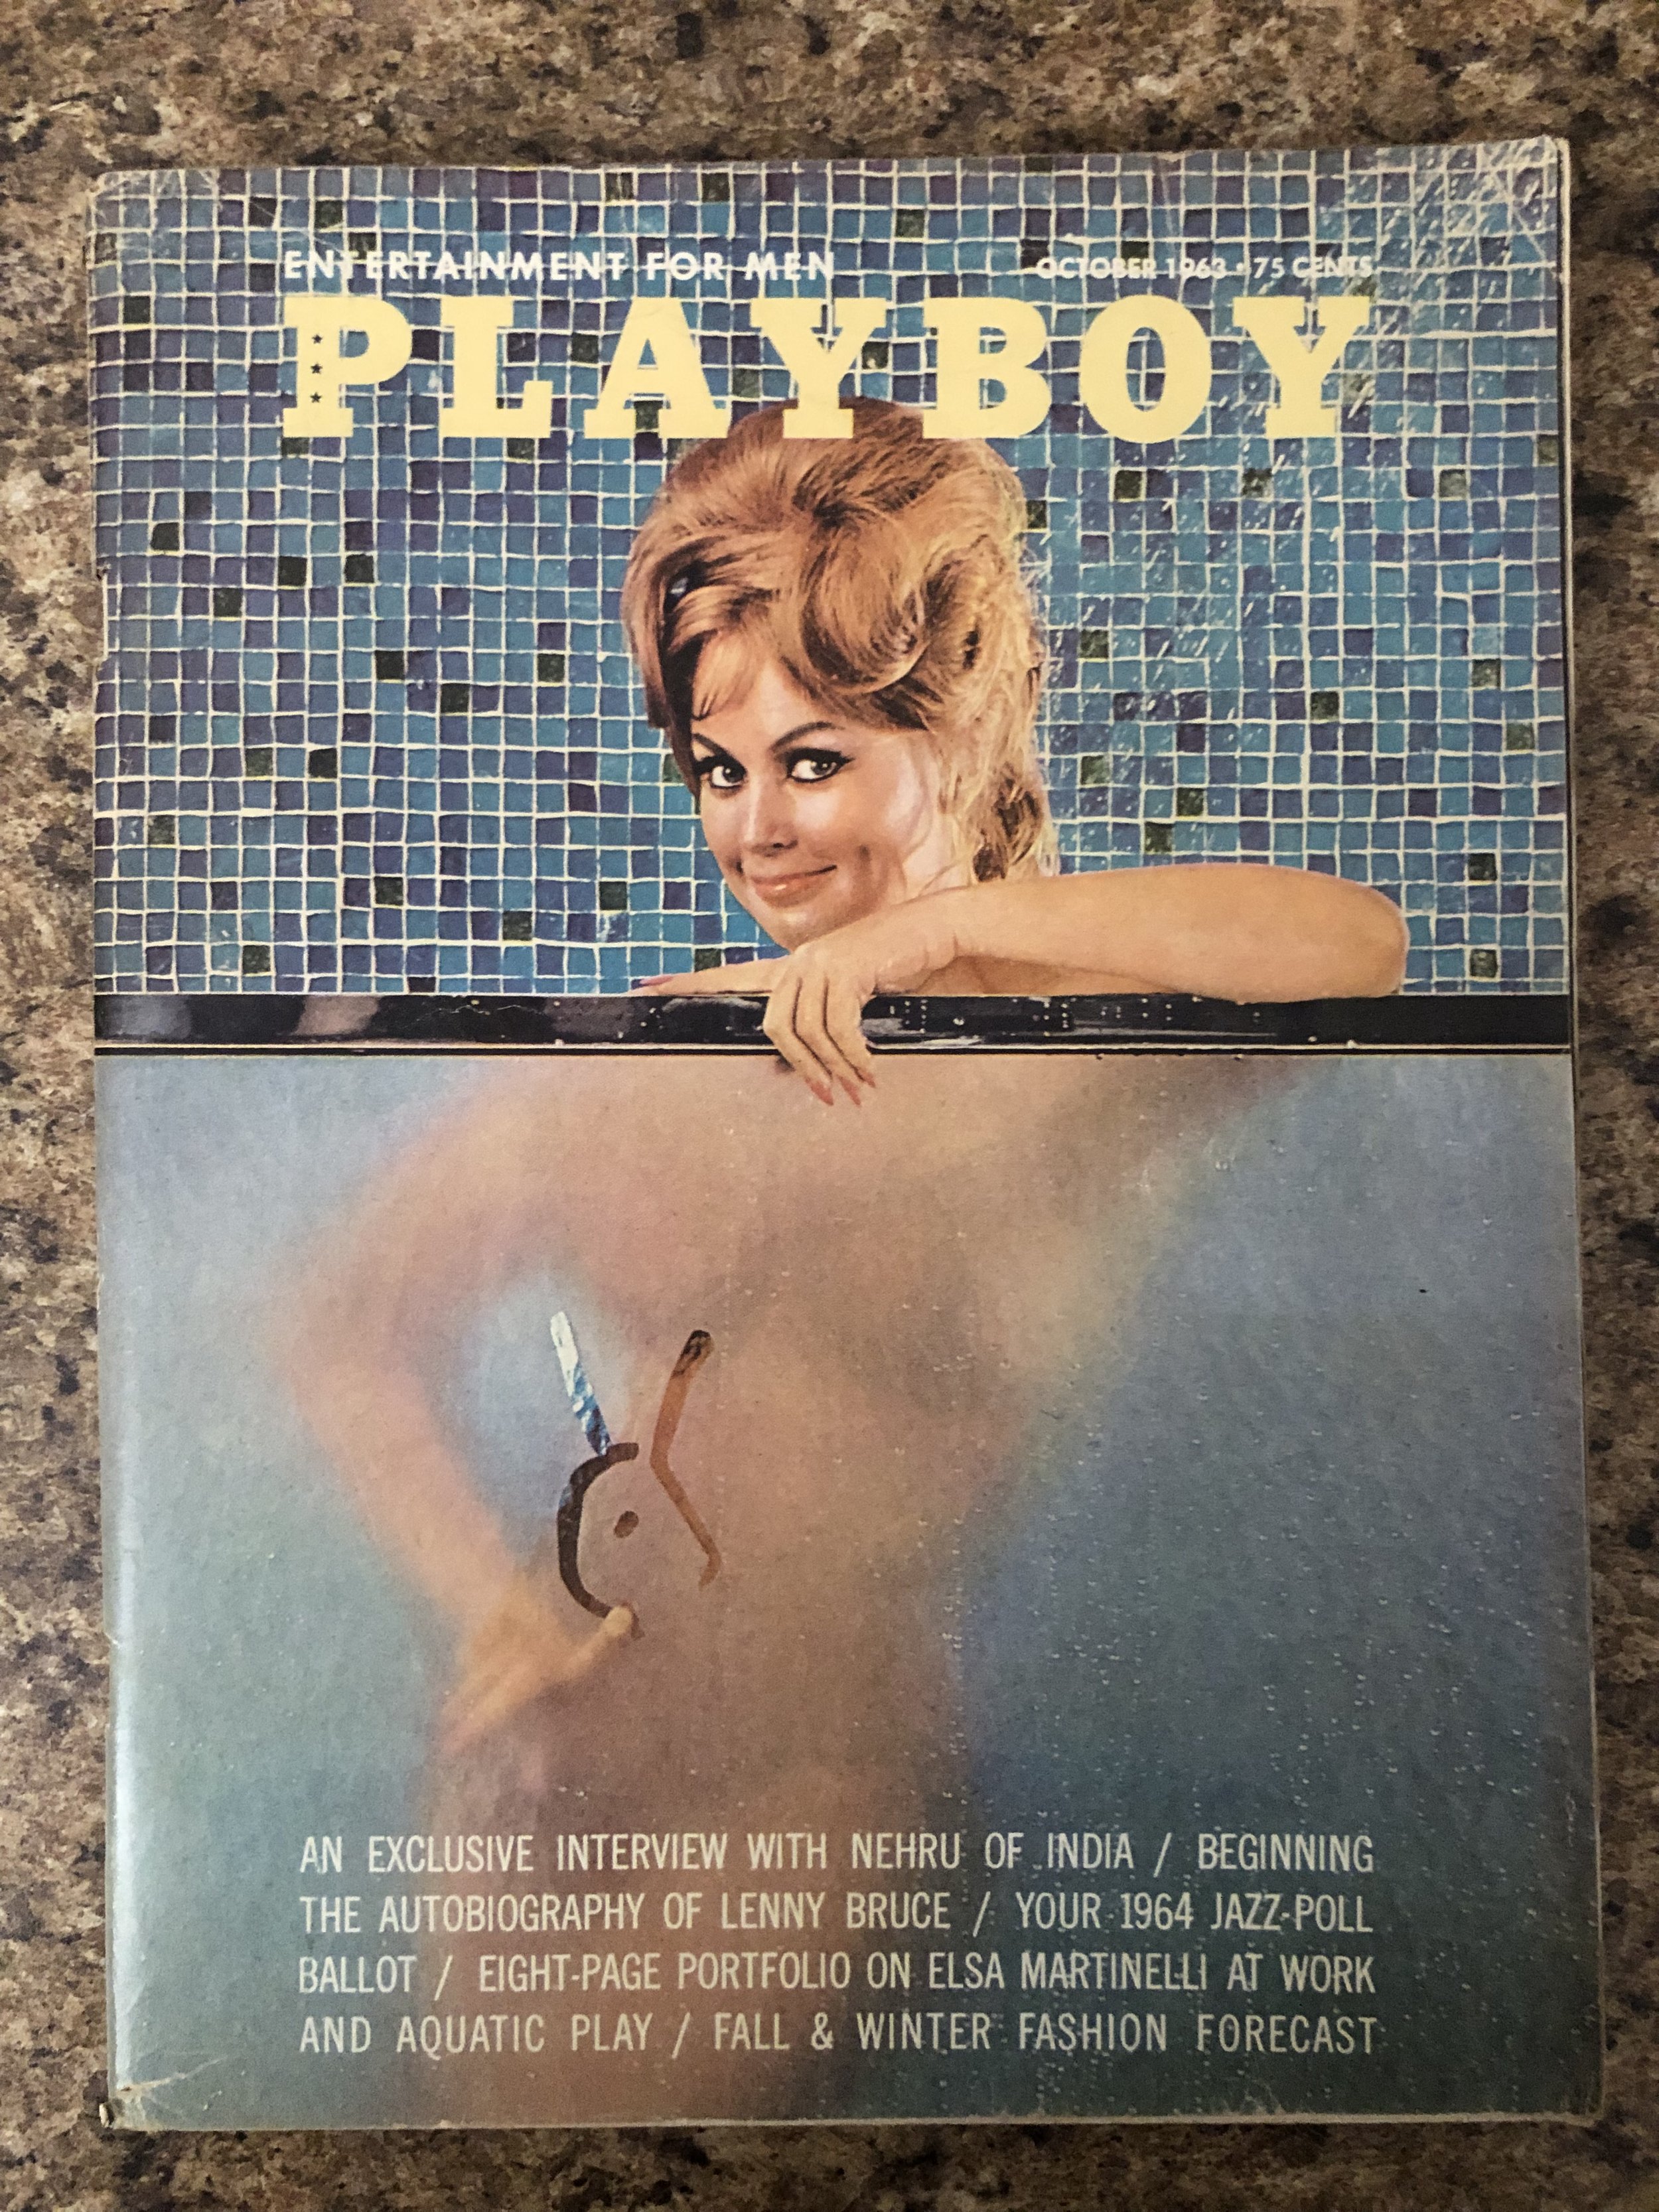 ENTERTAINMENT FOR MEN
OCTOBER 1963 • 75 CENTS
PLAYBOY
AN EXCLUSIVE INTERVIEW WITH NEHRU OF INDIA / BEGINNING
THE AUTOBIOGRAPHY OF LENNY BRUCE / YOUR 1964 JAZZ-POLL
BALLOT / EIGHT-PAGE PORTFOLIO ON ELSA MARTINELLI AT WORK
AND AQUATIC PLAY / FALL & WINTER FASHION FORECAST